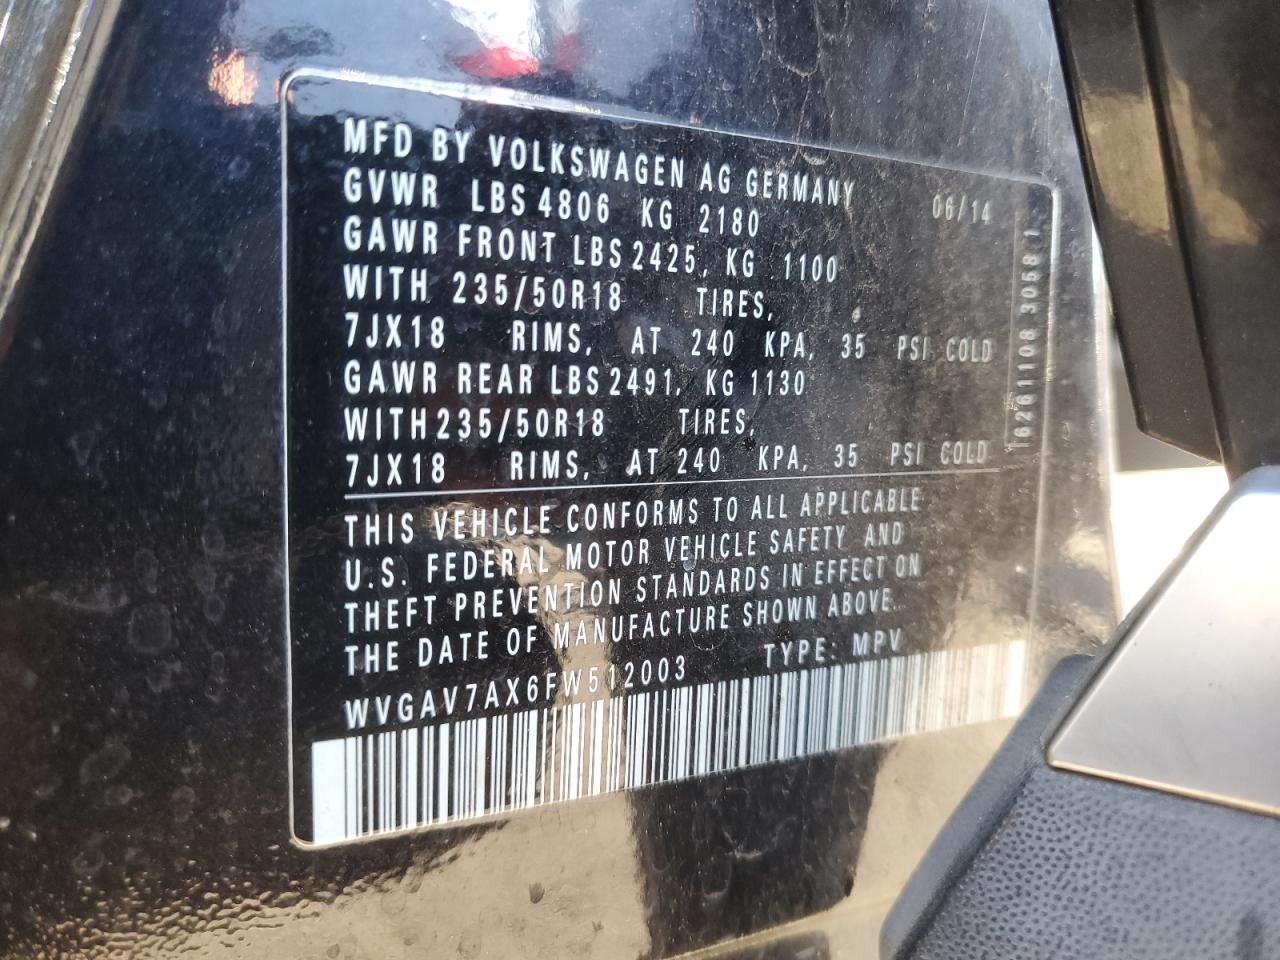 MFD BY VOLKSWAGEN AG GERMANY 06/14
GVWR LBS 4806 KG 2180
GAWR FRONT LBS 2425, KG 1100
WITH 235/50R18 TIRES,
7JX18 RIMS, AT 240 KPA, 35 PSI COLD
GAWR REAR LBS 2491, KG 1130
WITH 235/50R18 TIRES,
7JX18 RIMS, AT 240 KPA, 35 PSI COLD
THIS VEHICLE CONFORMS TO ALL APPLICABLE
U.S. FEDERAL MOTOR VEHICLE SAFETY AND
THEFT PREVENTION STANDARDS IN EFFECT ON
THE DATE OF MANUFACTURE SHOWN ABOVE.
WVGAV7AX6FW512003 TYPE: MPV